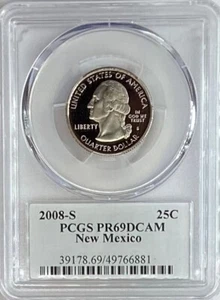 UNITED STATES OF AMERICA
LIBERTY
IN GOD WE TRUST
S
QUARTER DOLLAR
2008-S 25C
PCGS PR69DCAM
New Mexico
39178.69/49766881